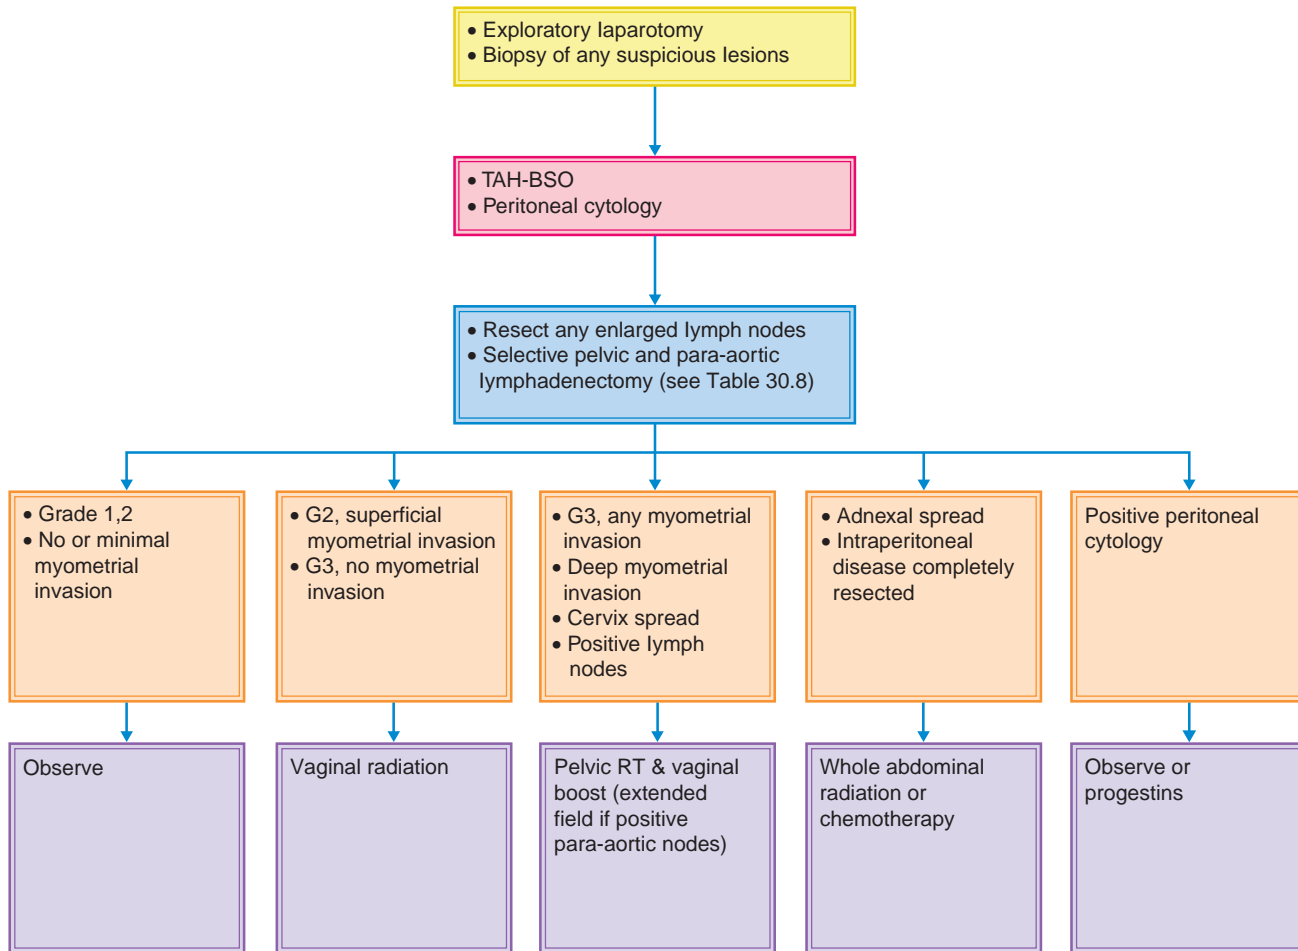 • Exploratory laparotomy
• Biopsy of any suspicious lesions
• TAH-BSO
• Peritoneal cytology
• Resect any enlarged lymph nodes
• Selective pelvic and para-aortic
lymphadenectomy (see Table 30.8)
• Grade 1,2
• No or minimal
myometrial
invasion
• G2, superficial
myometrial invasion
• G3, no myometrial
invasion
• G3, any myometrial
invasion
• Deep myometrial
invasion
• Cervix spread
• Positive lymph
nodes
• Adnexal spread
• Intraperitoneal
disease completely
resected
Positive peritoneal
cytology
Observe
Vaginal radiation
Pelvic RT & vaginal
boost (extended
field if positive
para-aortic nodes)
Whole abdominal
radiation or
chemotherapy
Observe or
progestins